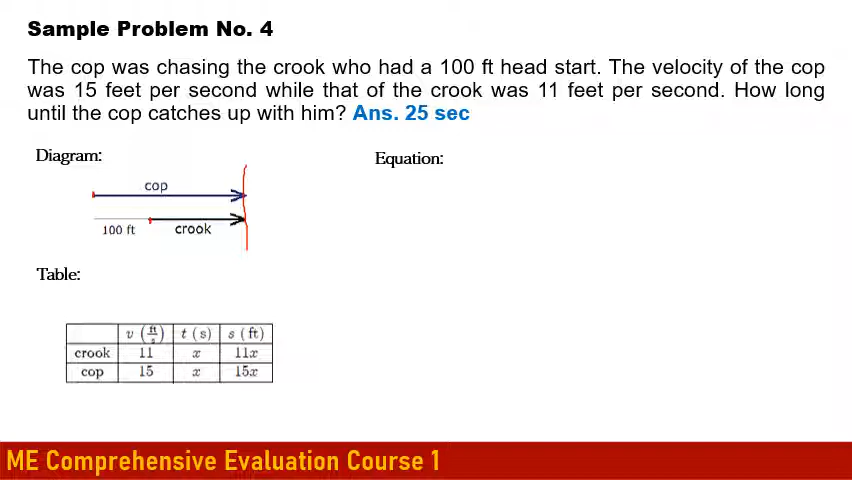 Sample Problem No. 4
The cop was chasing the crook who had a 100 ft head start. The velocity of the cop
was 15 feet per second while that of the crook was 11 feet per second. How long
until the cop catches up with him? Ans. 25 sec
Diagram:
Equation:
cop
100 ft crook
Table:
v (ft/s) t (s) s (ft)
crook 11 x 11x
cop 15 x 15x
ME Comprehensive Evaluation Course 1